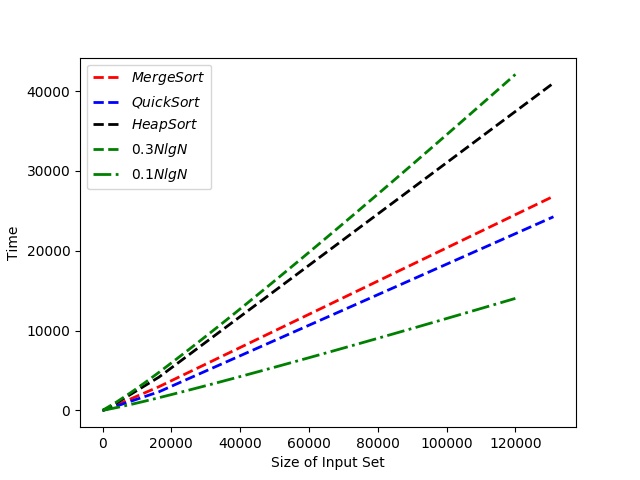 MergeSort
QuickSort
HeapSort
0.3NlgN
0.1NlgN
40000
30000
20000
10000
0
Time
0 20000 40000 60000 80000 100000 120000
Size of Input Set